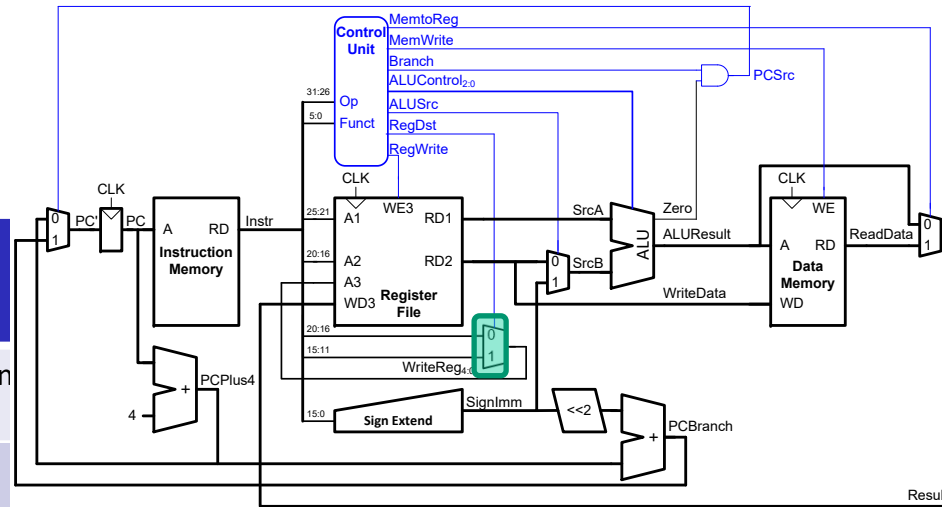 MemtoReg
Control
Unit
MemWrite
Branch
PCSrc
ALUControl2:0
31:26
Op
ALUSrc
5:0
Funct
RegDst
RegWrite
CLK
CLK
CLK
0
1
PC'
PC
A
RD
Instruction
Memory
Instr
25:21
A1
WE3
RD1
SrcA
Zero
WE
0
1
20:16
A2
RD2
0
1
SrcB
ALU
ALUResult
A
RD
ReadData
A3
WD3
Register
File
Data
Memory
WriteData
WD
20:16
0
15:11
1
WriteReg4:0
PCPlus4
+
4
SignImm
15:0
Sign Extend
<<2
+
PCBranch
n
Resul